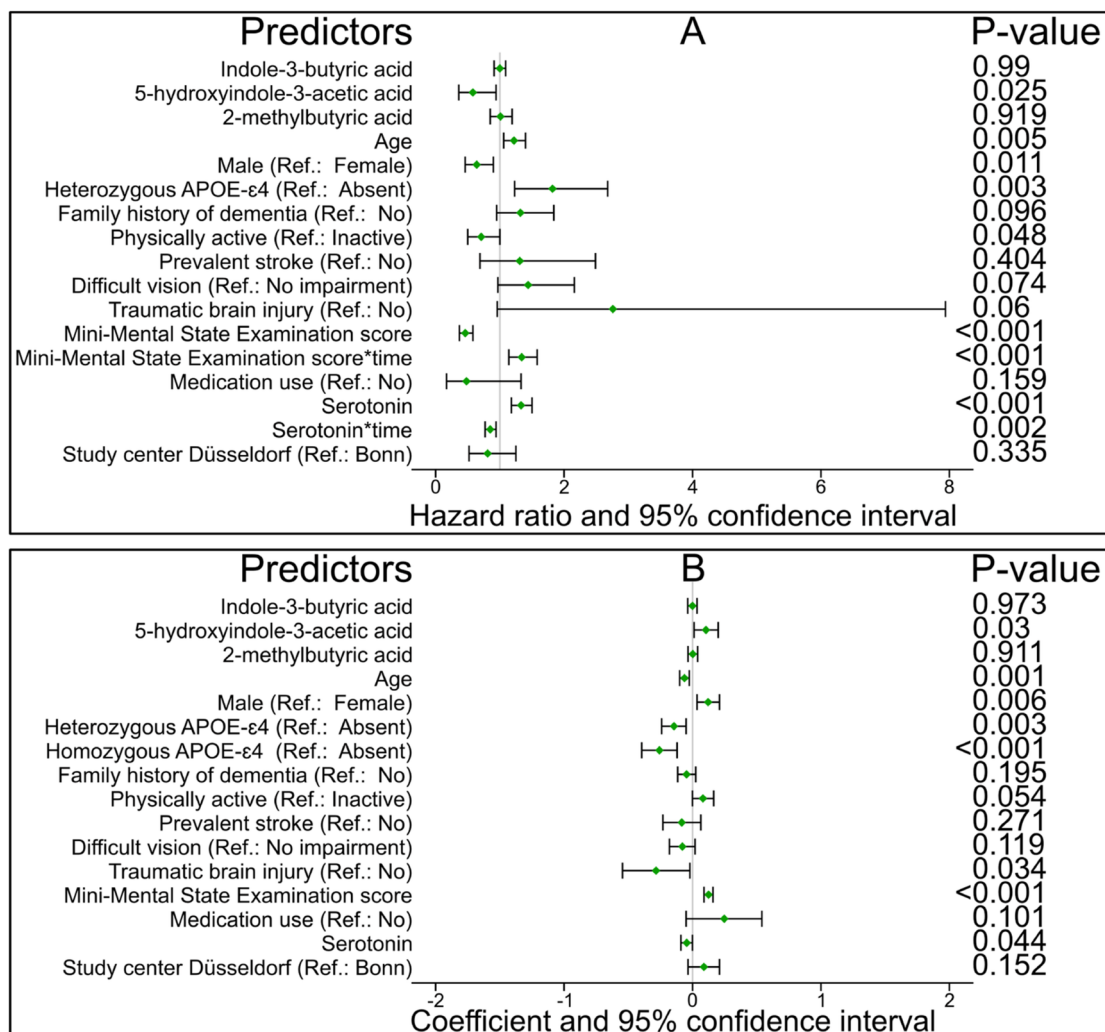 Predictors A P-value
Indole-3-butyric acid 0.99
5-hydroxyindole-3-acetic acid 0.025
2-methylbutyric acid 0.919
Age 0.005
Male (Ref.: Female) 0.011
Heterozygous APOE-ε4 (Ref.: Absent) 0.003
Family history of dementia (Ref.: No) 0.096
Physically active (Ref.: Inactive) 0.048
Prevalent stroke (Ref.: No) 0.404
Difficult vision (Ref.: No impairment) 0.074
Traumatic brain injury (Ref.: No) 0.06
Mini-Mental State Examination score <0.001
Mini-Mental State Examination score*time <0.001
Medication use (Ref.: No) 0.159
Serotonin <0.001
Serotonin*time 0.002
Study center Düsseldorf (Ref.: Bonn) 0.335
0 2 4 6 8
Hazard ratio and 95% confidence interval
Predictors B P-value
Indole-3-butyric acid 0.973
5-hydroxyindole-3-acetic acid 0.03
2-methylbutyric acid 0.911
Age 0.001
Male (Ref.: Female) 0.006
Heterozygous APOE-ε4 (Ref.: Absent) 0.003
Homozygous APOE-ε4 (Ref.: Absent) <0.001
Family history of dementia (Ref.: No) 0.195
Physically active (Ref.: Inactive) 0.054
Prevalent stroke (Ref.: No) 0.271
Difficult vision (Ref.: No impairment) 0.119
Traumatic brain injury (Ref.: No) 0.034
Mini-Mental State Examination score <0.001
Medication use (Ref.: No) 0.101
Serotonin 0.044
Study center Düsseldorf (Ref.: Bonn) 0.152
-2 -1 0 1 2
Coefficient and 95% confidence interval